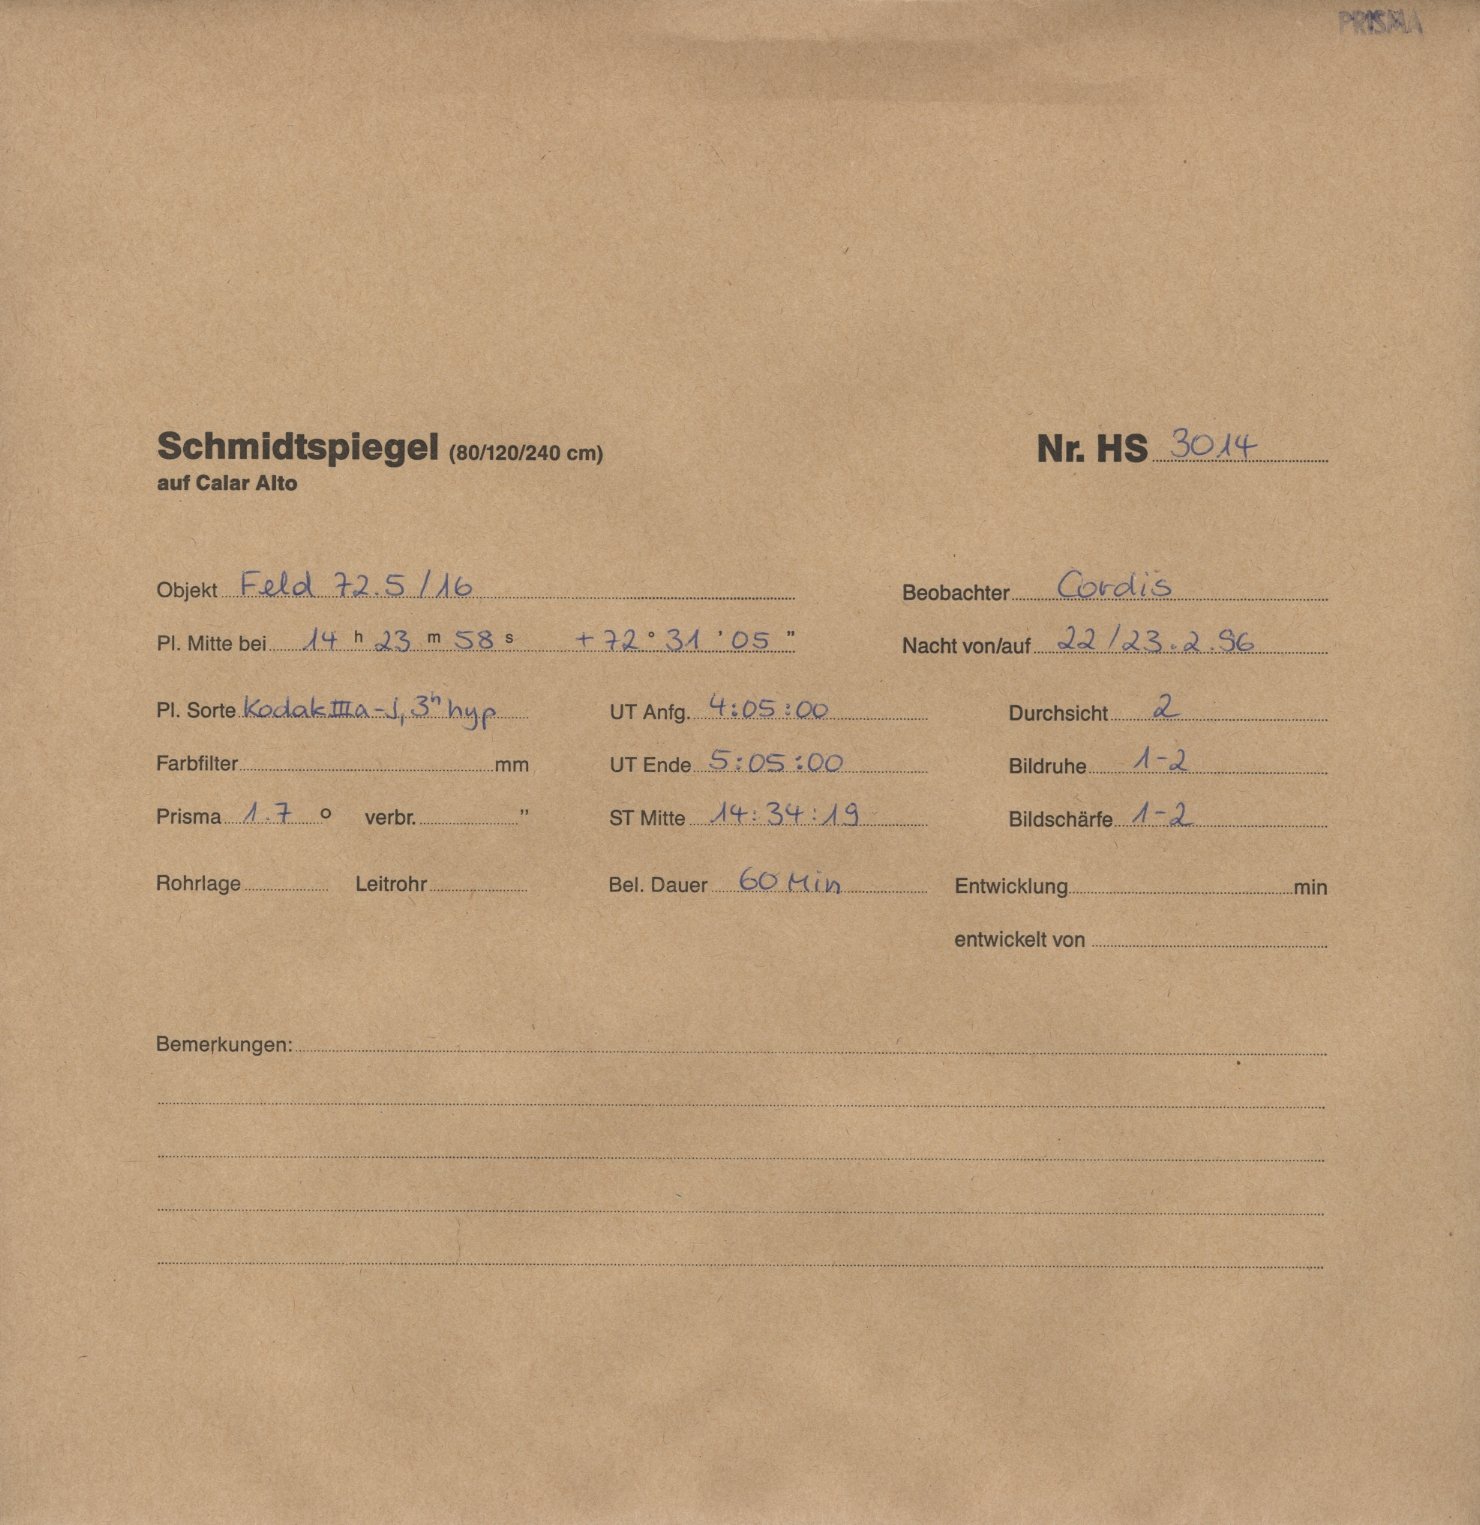 PRISMA
Schmidtspiegel (80/120/240 cm) Nr. HS 3014
auf Calar Alto
Objekt Feld 72.5/16 Beobachter Cordis
Pl. Mitte bei 14 h 23 m 58 s +72 ° 31 ' 05 " Nacht von/auf 22/23.2.96
Pl. Sorte Kodak IIIa-J, 3h hyp UT Anfg. 4:05:00 Durchsicht 2
Farbfilter mm UT Ende 5:05:00 Bildruhe 1-2
Prisma 1.7 ° verbr. " ST Mitte 14:34:19 Bildschärfe 1-2
Rohrlage Leitrohr Bel. Dauer 60 Min Entwicklung min
entwickelt von
Bemerkungen: